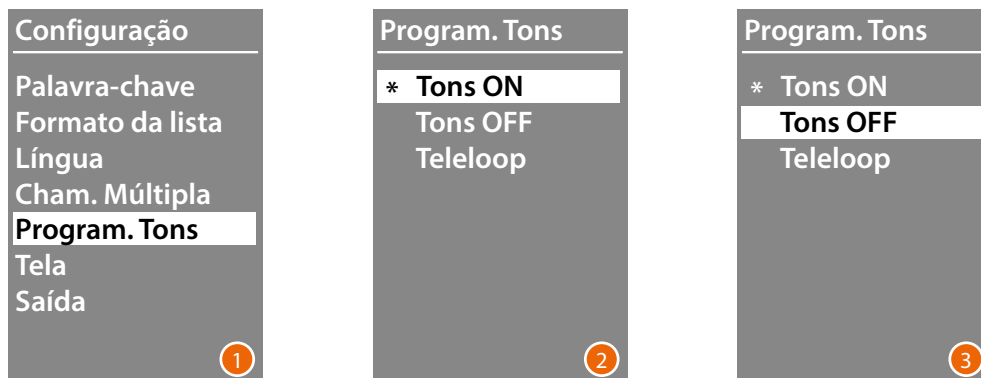 Configuração
Palavra-chave
Formato da lista
Língua
Cham. Múltipla
Program. Tons
Tela
Saída
1
Program. Tons
* Tons ON
Tons OFF
Teleloop
2
Program. Tons
* Tons ON
Tons OFF
Teleloop
3